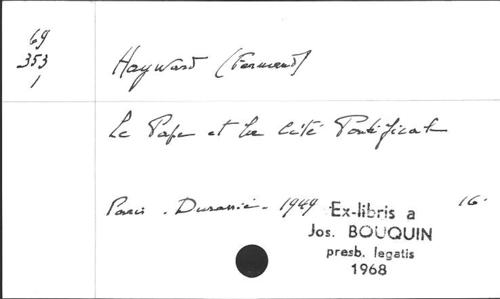 69
353
1
Hayward (Fernand)
Le Pape et la Cité Pontificat
Paris - Durassié - 1949
16°
Ex-libris a
Jos. BOUQUIN
presb. legatis
1968